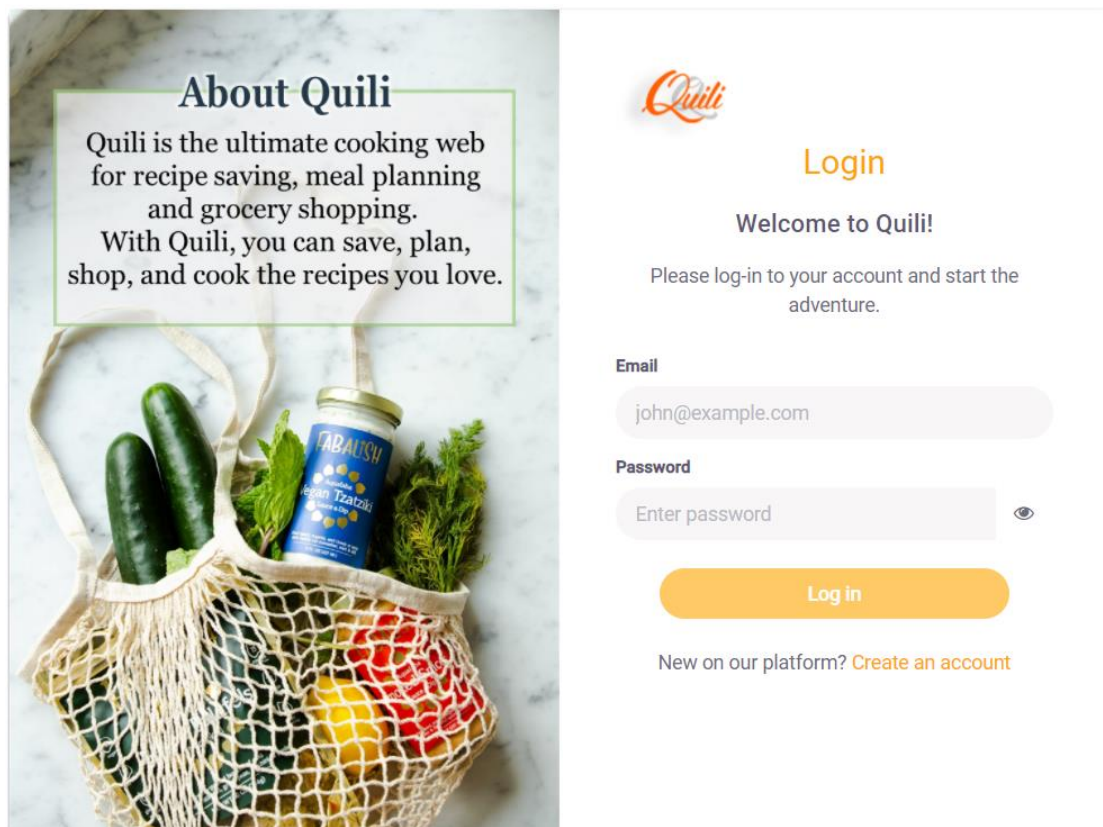 About Quili
Quili is the ultimate cooking web
for recipe saving, meal planning
and grocery shopping.
With Quili, you can save, plan,
shop, and cook the recipes you love.
FABALISH
Aquafaba
Vegan Tzatziki
Sauce & Dip
Quili
Login
Welcome to Quili!
Please log-in to your account and start the
adventure.
Email
john@example.com
Password
Enter password
Log in
New on our platform? Create an account